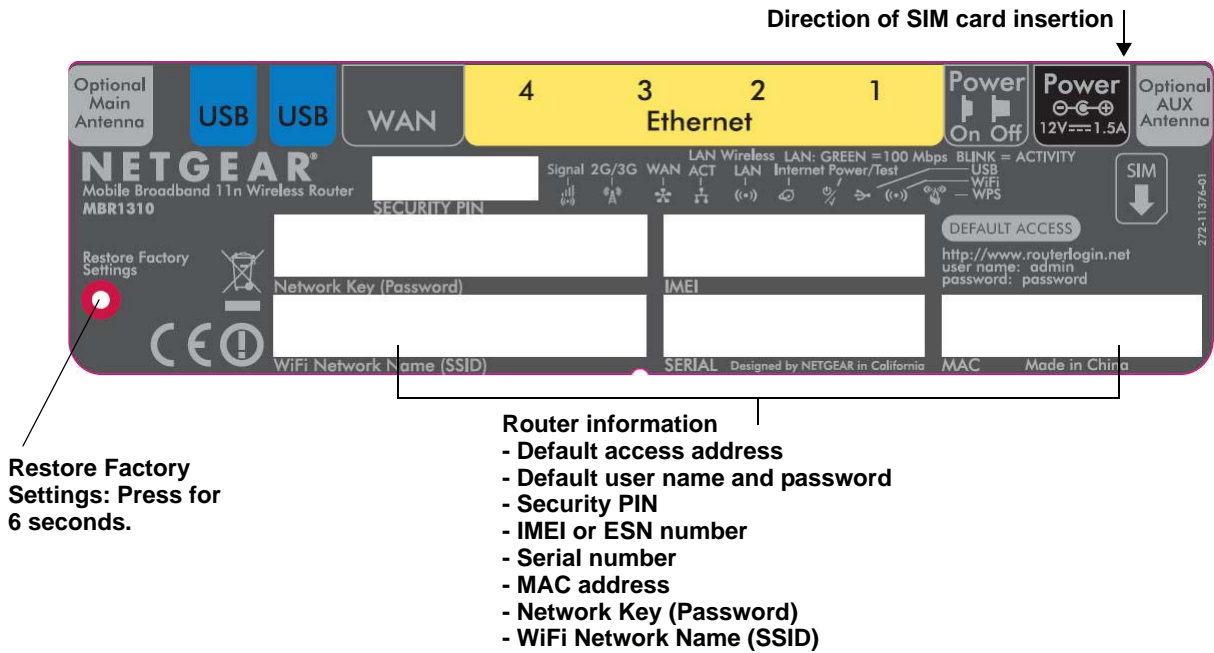 Direction of SIM card insertion
Optional
Main
Antenna
USB
USB
WAN
4 3 2 1
Ethernet
Power
On Off
Power
12V 1.5A
Optional
AUX
Antenna
NETGEAR®
Mobile Broadband 11n Wireless Router
MBR1310
SECURITY PIN
LAN Wireless LAN: GREEN =100 Mbps BLINK = ACTIVITY
Signal 2G/3G WAN ACT LAN Internet Power/Test
USB
WiFi
WPS
SIM
272-11376-01
DEFAULT ACCESS
http://www.routerlogin.net
user name: admin
password: password
Restore Factory
Settings
Network Key (Password)
IMEI
CE
WiFi Network Name (SSID)
SERIAL Designed by NETGEAR in California
MAC Made in China
Router information
- Default access address
- Default user name and password
- Security PIN
- IMEI or ESN number
- Serial number
- MAC address
- Network Key (Password)
- WiFi Network Name (SSID)
Restore Factory
Settings: Press for
6 seconds.